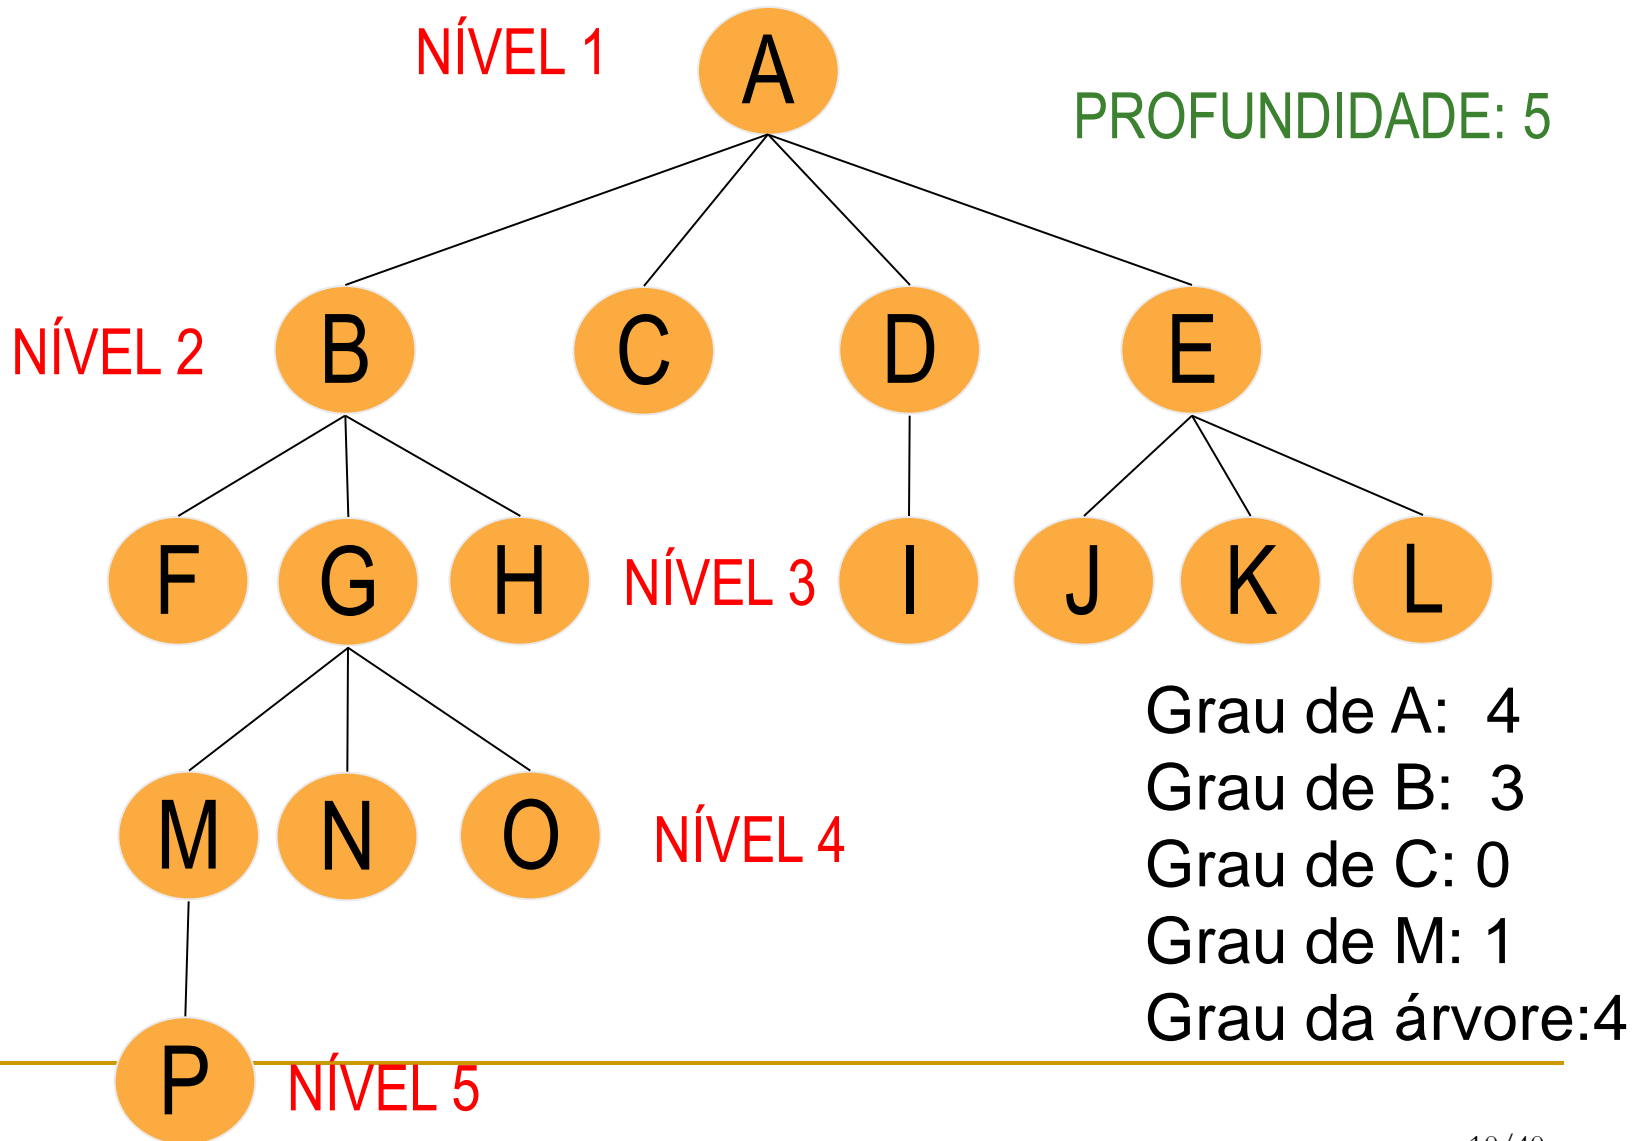 NÍVEL 1
A
PROFUNDIDADE: 5
NÍVEL 2
B C D E
F G H NÍVEL 3 I J K L
Grau de A: 4
Grau de B: 3
Grau de C: 0
Grau de M: 1
Grau da árvore:4
M N O NÍVEL 4
P NÍVEL 5